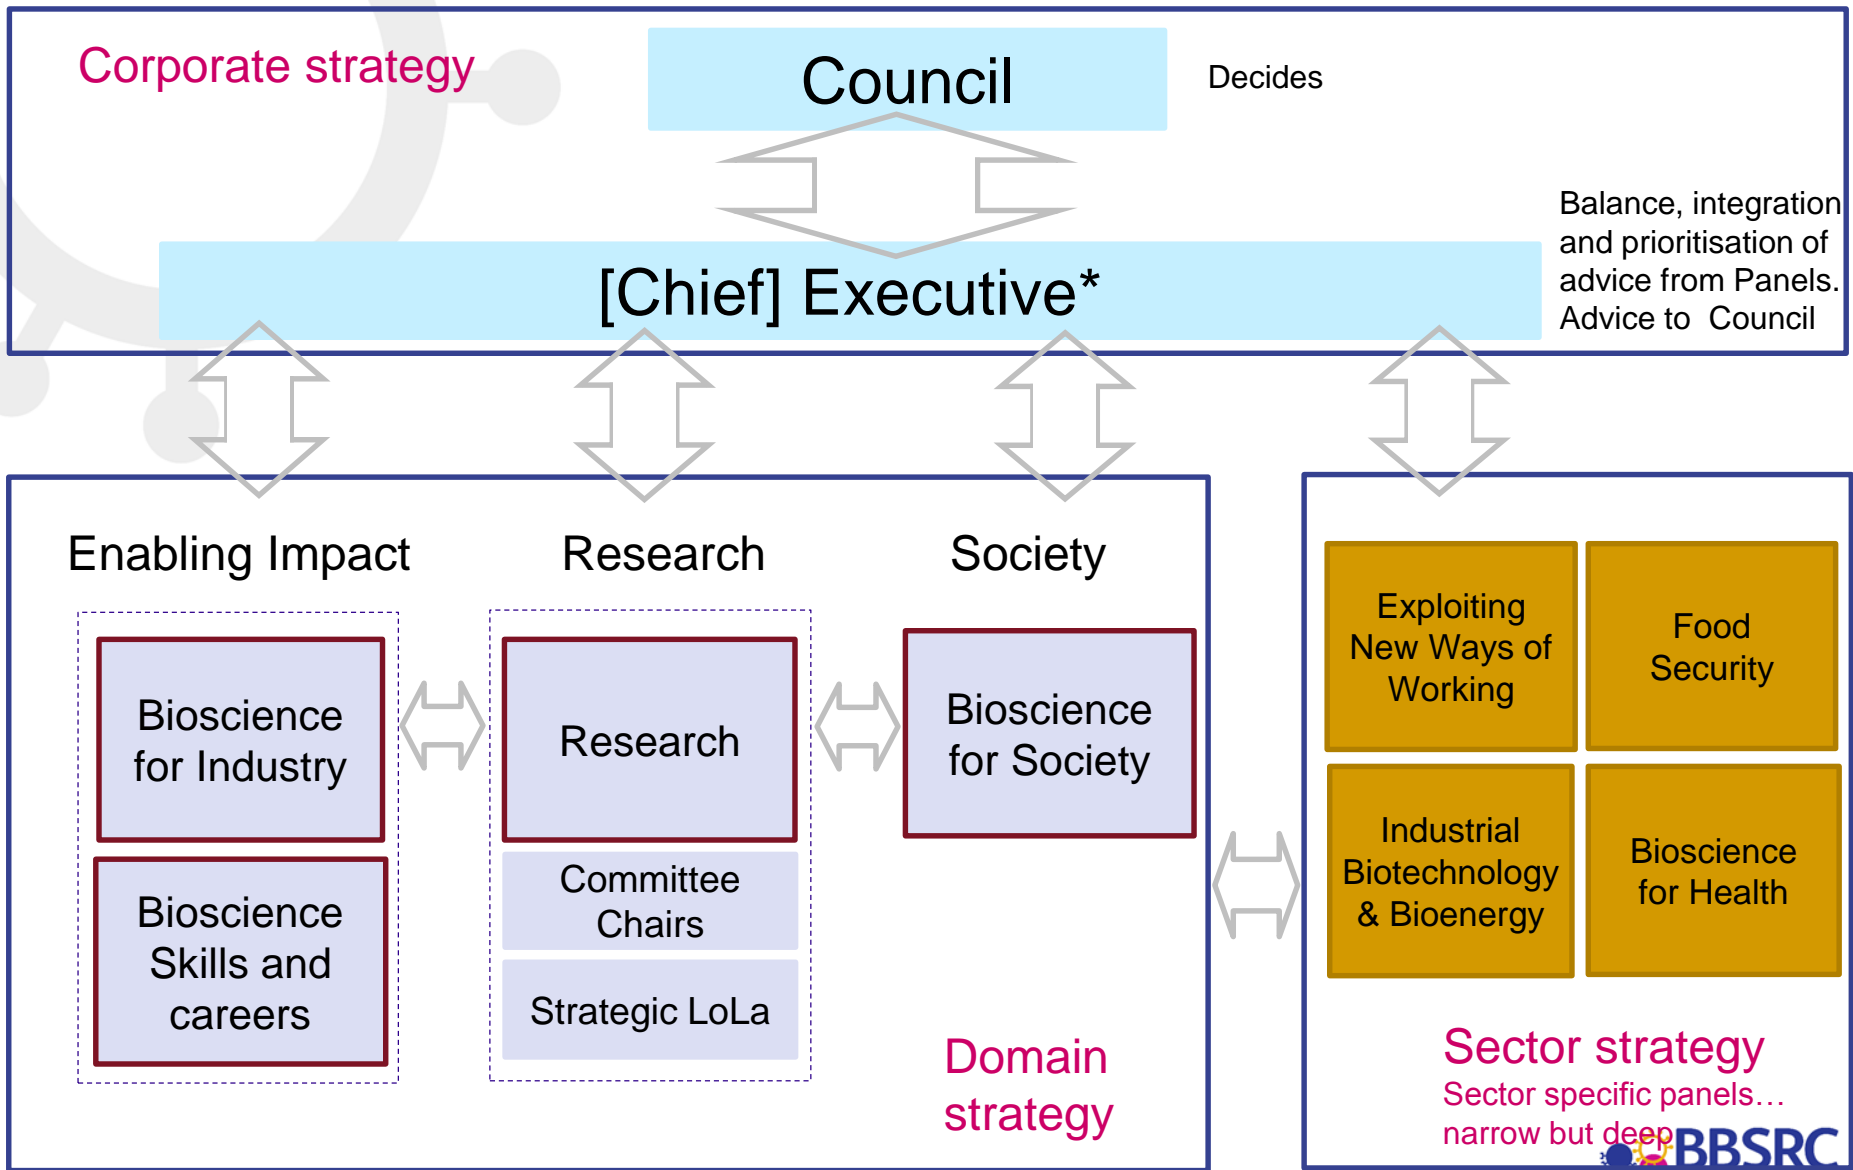 Corporate strategy
Council
Decides
Balance, integration
and prioritisation of
advice from Panels.
Advice to Council
[Chief] Executive*
Enabling Impact
Research
Society
Bioscience
for Industry
Bioscience
Skills and
careers
Research
Committee
Chairs
Strategic LoLa
Bioscience
for Society
Domain
strategy
Exploiting
New Ways of
Working
Food
Security
Industrial
Biotechnology
& Bioenergy
Bioscience
for Health
Sector strategy
Sector specific panels…
narrow but deep
BBSRC